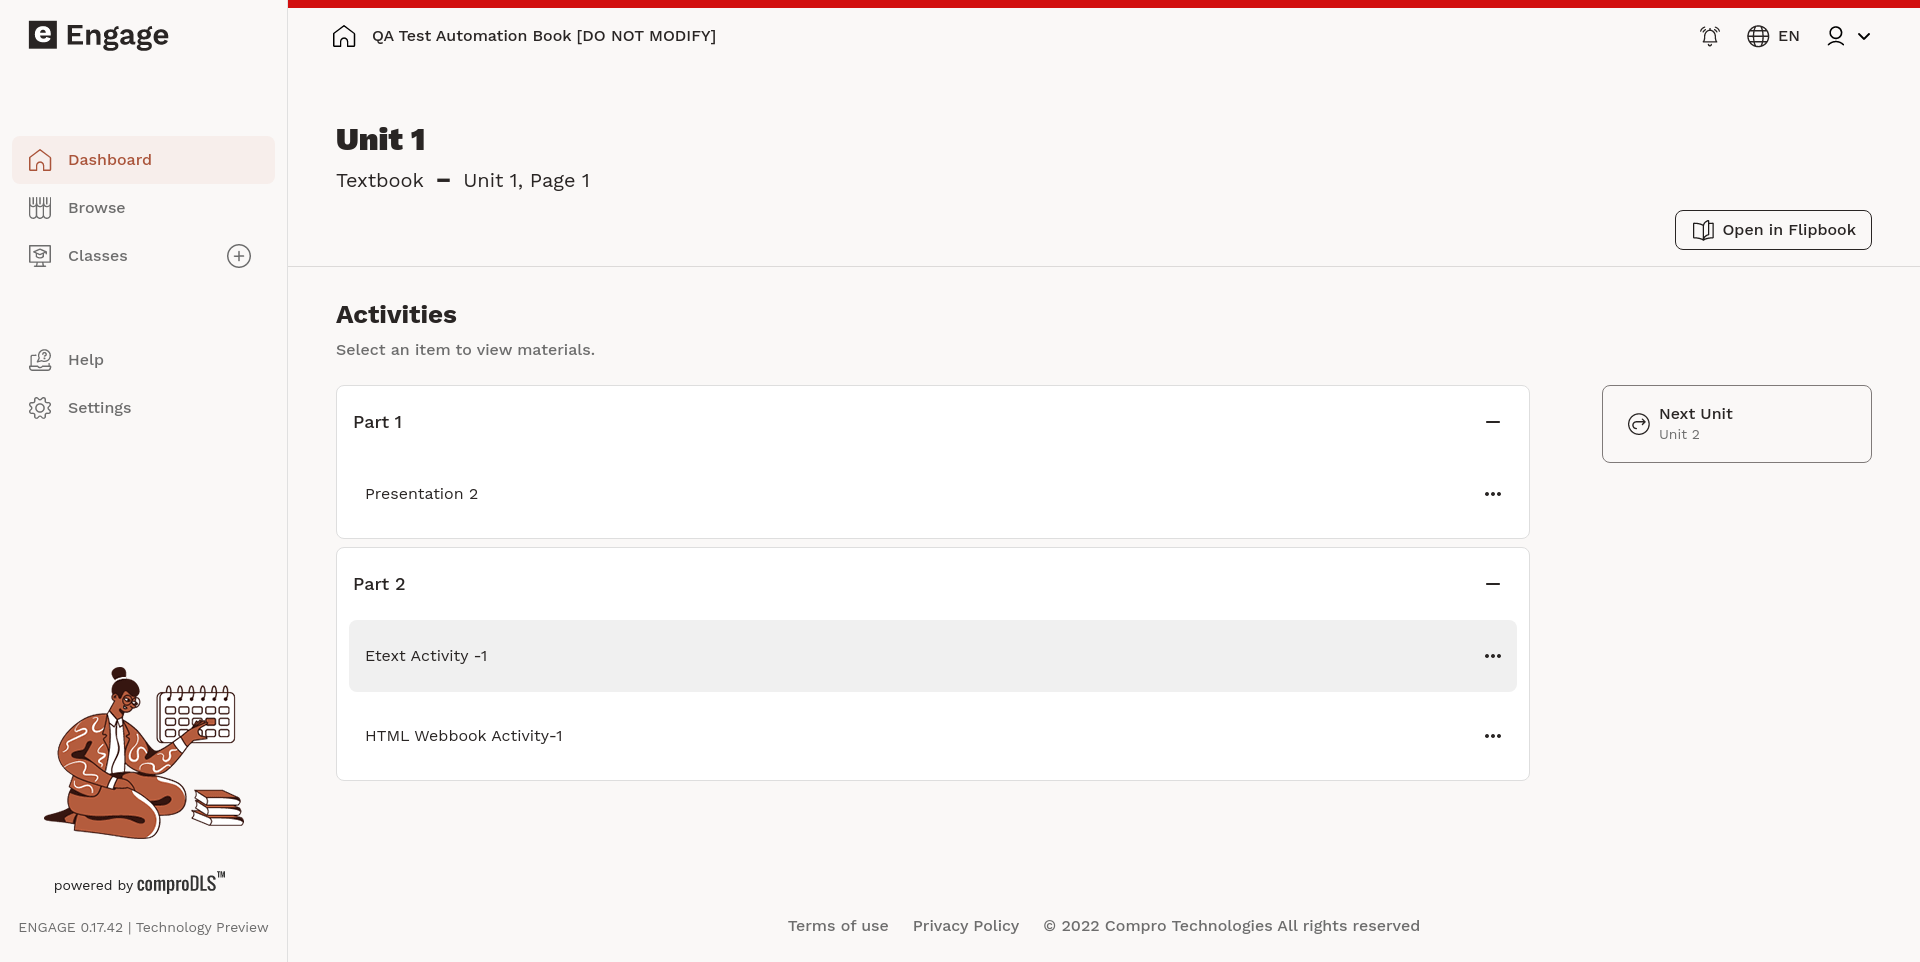 e Engage
QA Test Automation Book [DO NOT MODIFY]
EN
Dashboard
Browse
Classes
Help
Settings
powered by comproDLS™
ENGAGE 0.17.42 | Technology Preview
Unit 1
Textbook – Unit 1, Page 1
Open in Flipbook
Activities
Select an item to view materials.
Part 1
Presentation 2
Part 2
Etext Activity -1
HTML Webbook Activity-1
Next Unit
Unit 2
Terms of use Privacy Policy © 2022 Compro Technologies All rights reserved